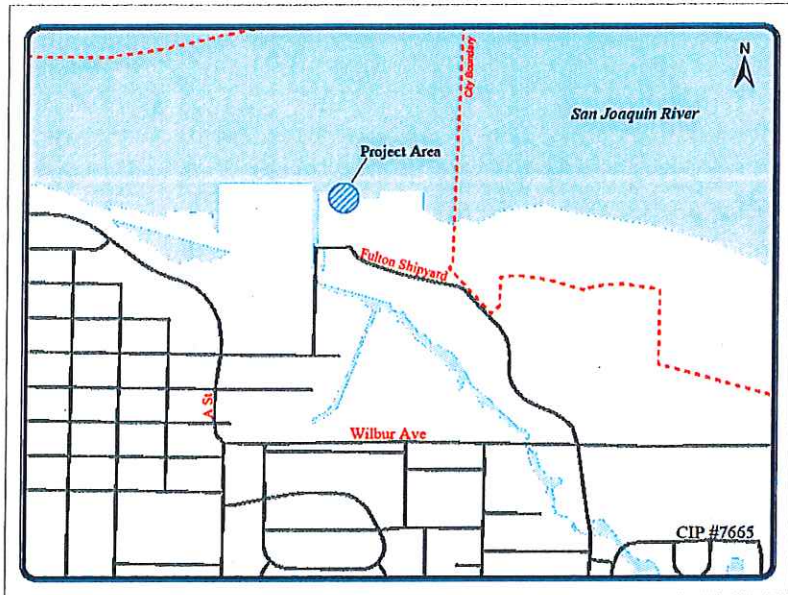 N
City Boundary
San Joaquin River
Project Area
Fulton Shipyard
A St
Wilbur Ave
CIP #7665